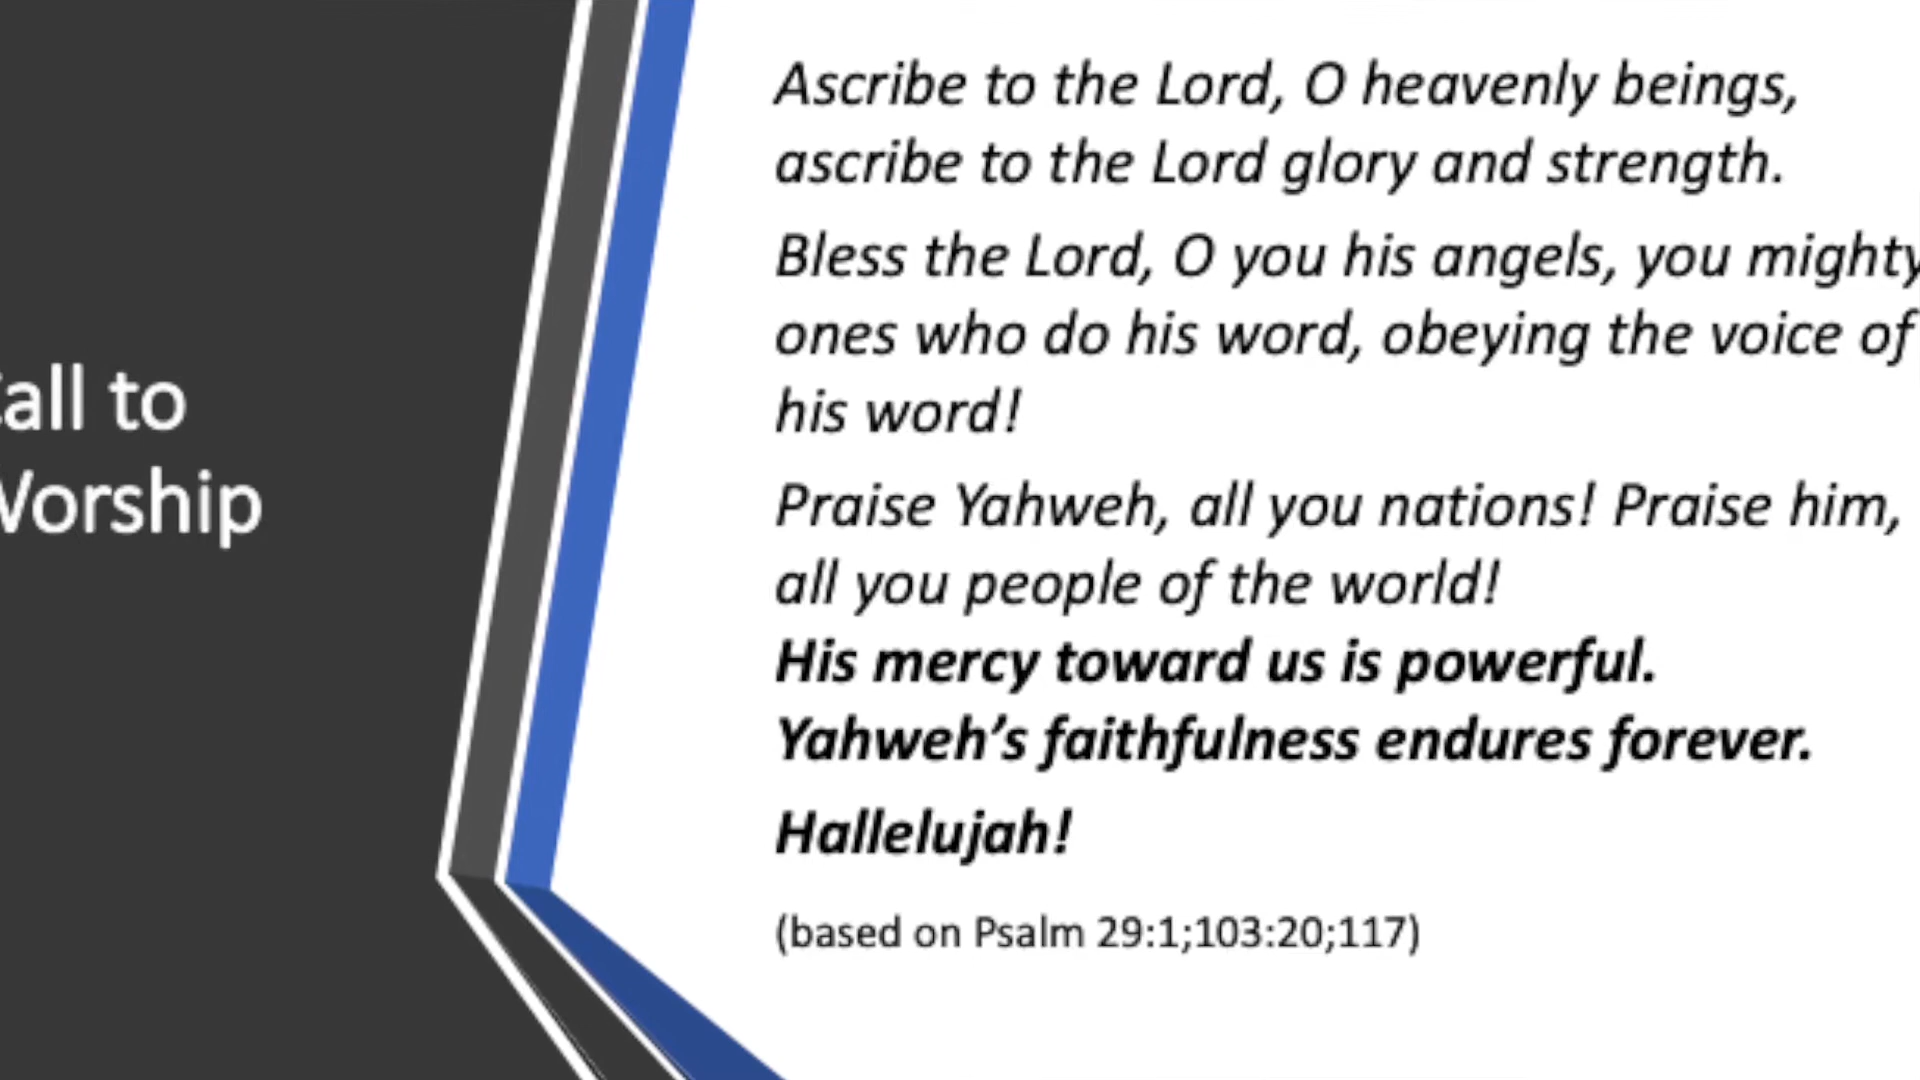 Call to
Worship
Ascribe to the Lord, O heavenly beings,
ascribe to the Lord glory and strength.
Bless the Lord, O you his angels, you mighty
ones who do his word, obeying the voice of
his word!
Praise Yahweh, all you nations! Praise him,
all you people of the world!
His mercy toward us is powerful.
Yahweh’s faithfulness endures forever.
Hallelujah!
(based on Psalm 29:1;103:20;117)